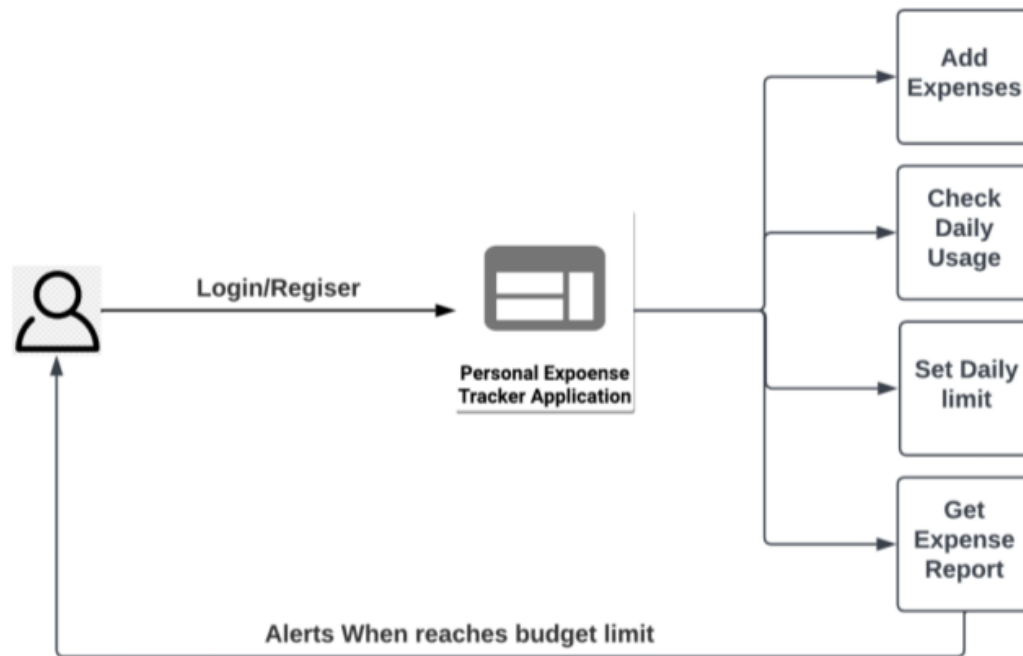 Add
Expenses
Check
Daily
Usage
Login/Regiser
Personal Expoense
Tracker Application
Set Daily
limit
Get
Expense
Report
Alerts When reaches budget limit